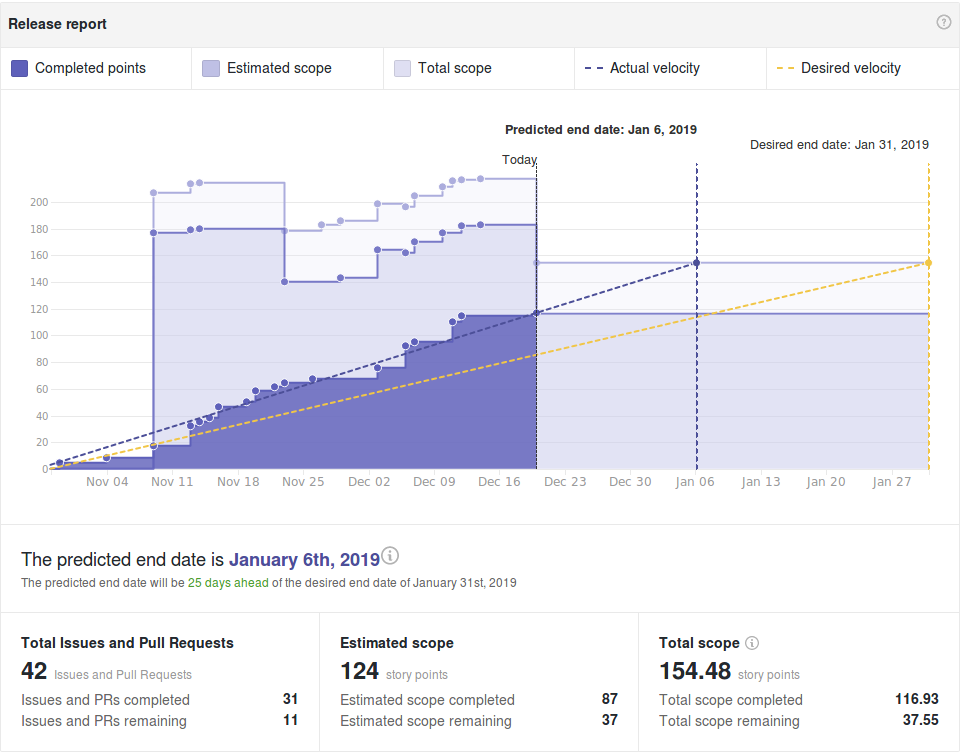 Release report
?
Completed points Estimated scope Total scope Actual velocity Desired velocity
Predicted end date: Jan 6, 2019
Desired end date: Jan 31, 2019
Today
200
180
160
140
120
100
80
60
40
20
0
Nov 04 Nov 11 Nov 18 Nov 25 Dec 02 Dec 09 Dec 16 Dec 23 Dec 30 Jan 06 Jan 13 Jan 20 Jan 27
The predicted end date is January 6th, 2019 i
The predicted end date will be 25 days ahead of the desired end date of January 31st, 2019
Total Issues and Pull Requests
42 Issues and Pull Requests
Issues and PRs completed 31
Issues and PRs remaining 11
Estimated scope
124 story points
Estimated scope completed 87
Estimated scope remaining 37
Total scope i
154.48 story points
Total scope completed 116.93
Total scope remaining 37.55